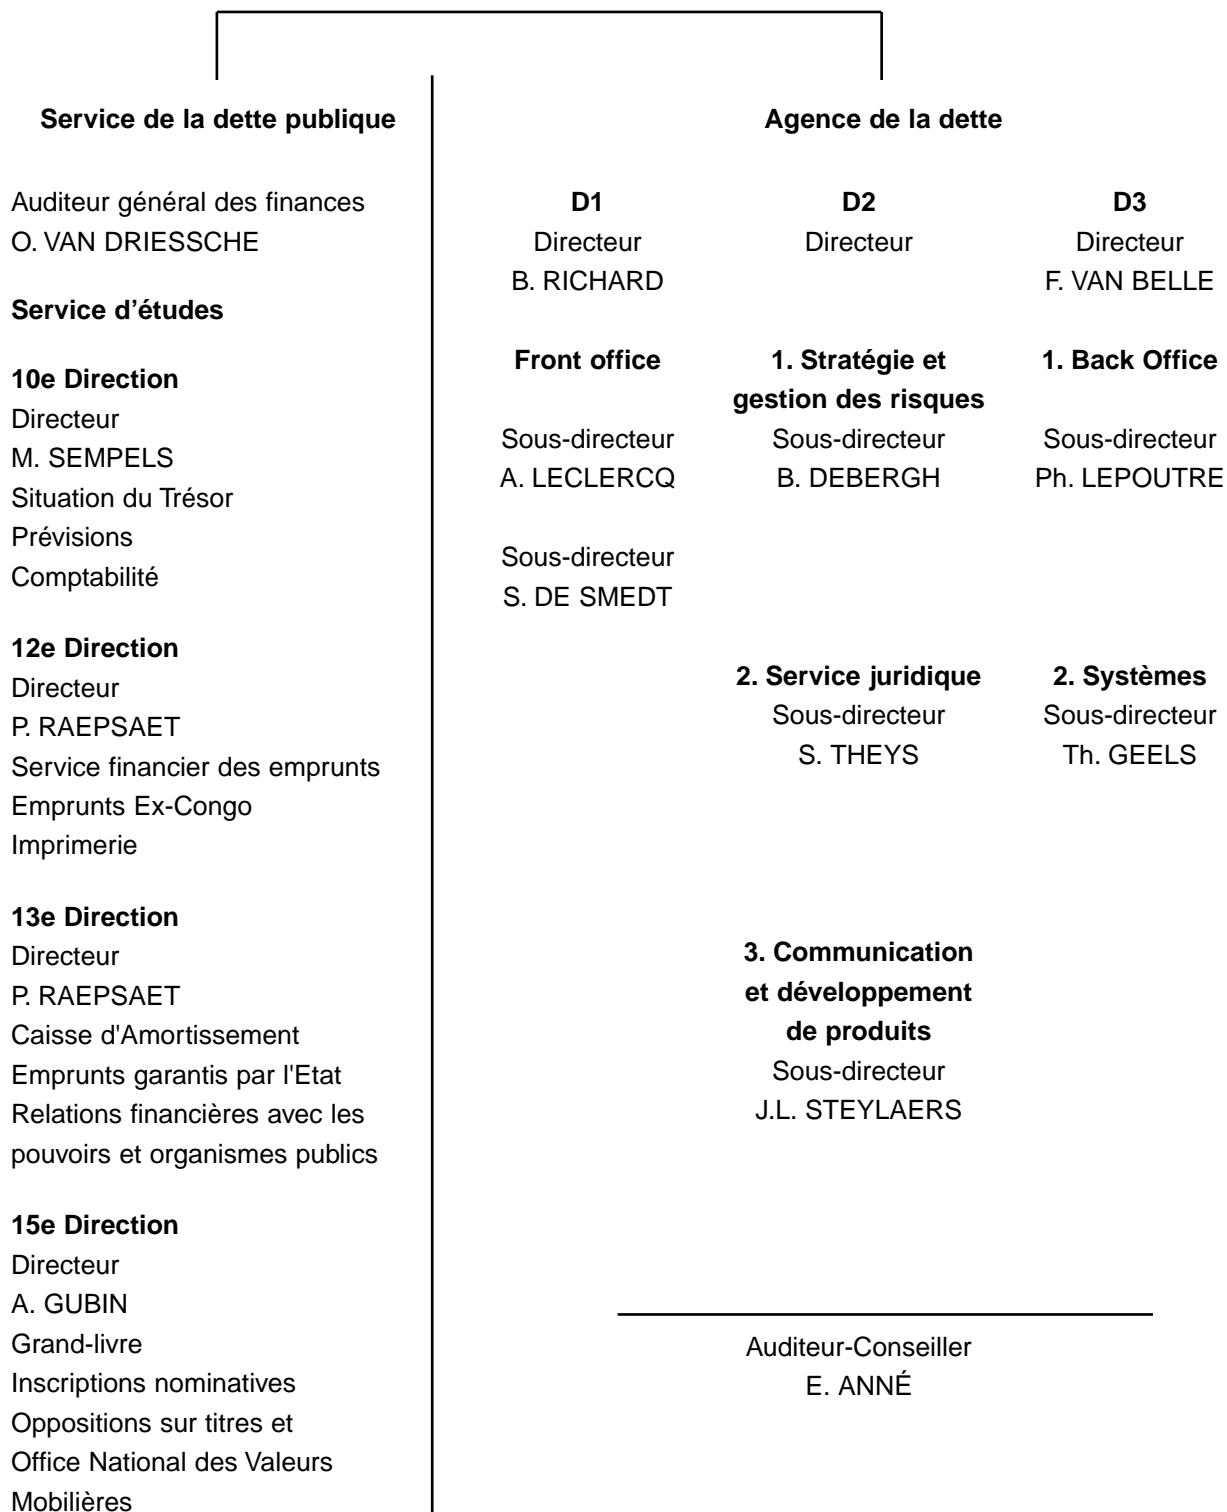 Service de la dette publique
Auditeur général des finances
O. VAN DRIESSCHE
Service d’études
10e Direction
Directeur
M. SEMPELS
Situation du Trésor
Prévisions
Comptabilité
12e Direction
Directeur
P. RAEPSAET
Service financier des emprunts
Emprunts Ex-Congo
Imprimerie
13e Direction
Directeur
P. RAEPSAET
Caisse d'Amortissement
Emprunts garantis par l'Etat
Relations financières avec les
pouvoirs et organismes publics
15e Direction
Directeur
A. GUBIN
Grand-livre
Inscriptions nominatives
Oppositions sur titres et
Office National des Valeurs
Mobilières
Agence de la dette
D1
Directeur
B. RICHARD
Front office
Sous-directeur
A. LECLERCQ
Sous-directeur
S. DE SMEDT
D2
Directeur
1. Stratégie et
gestion des risques
Sous-directeur
B. DEBERGH
2. Service juridique
Sous-directeur
S. THEYS
3. Communication
et développement
de produits
Sous-directeur
J.L. STEYLAERS
D3
Directeur
F. VAN BELLE
1. Back Office
Sous-directeur
Ph. LEPOUTRE
2. Systèmes
Sous-directeur
Th. GEELS
Auditeur-Conseiller
E. ANNÉ